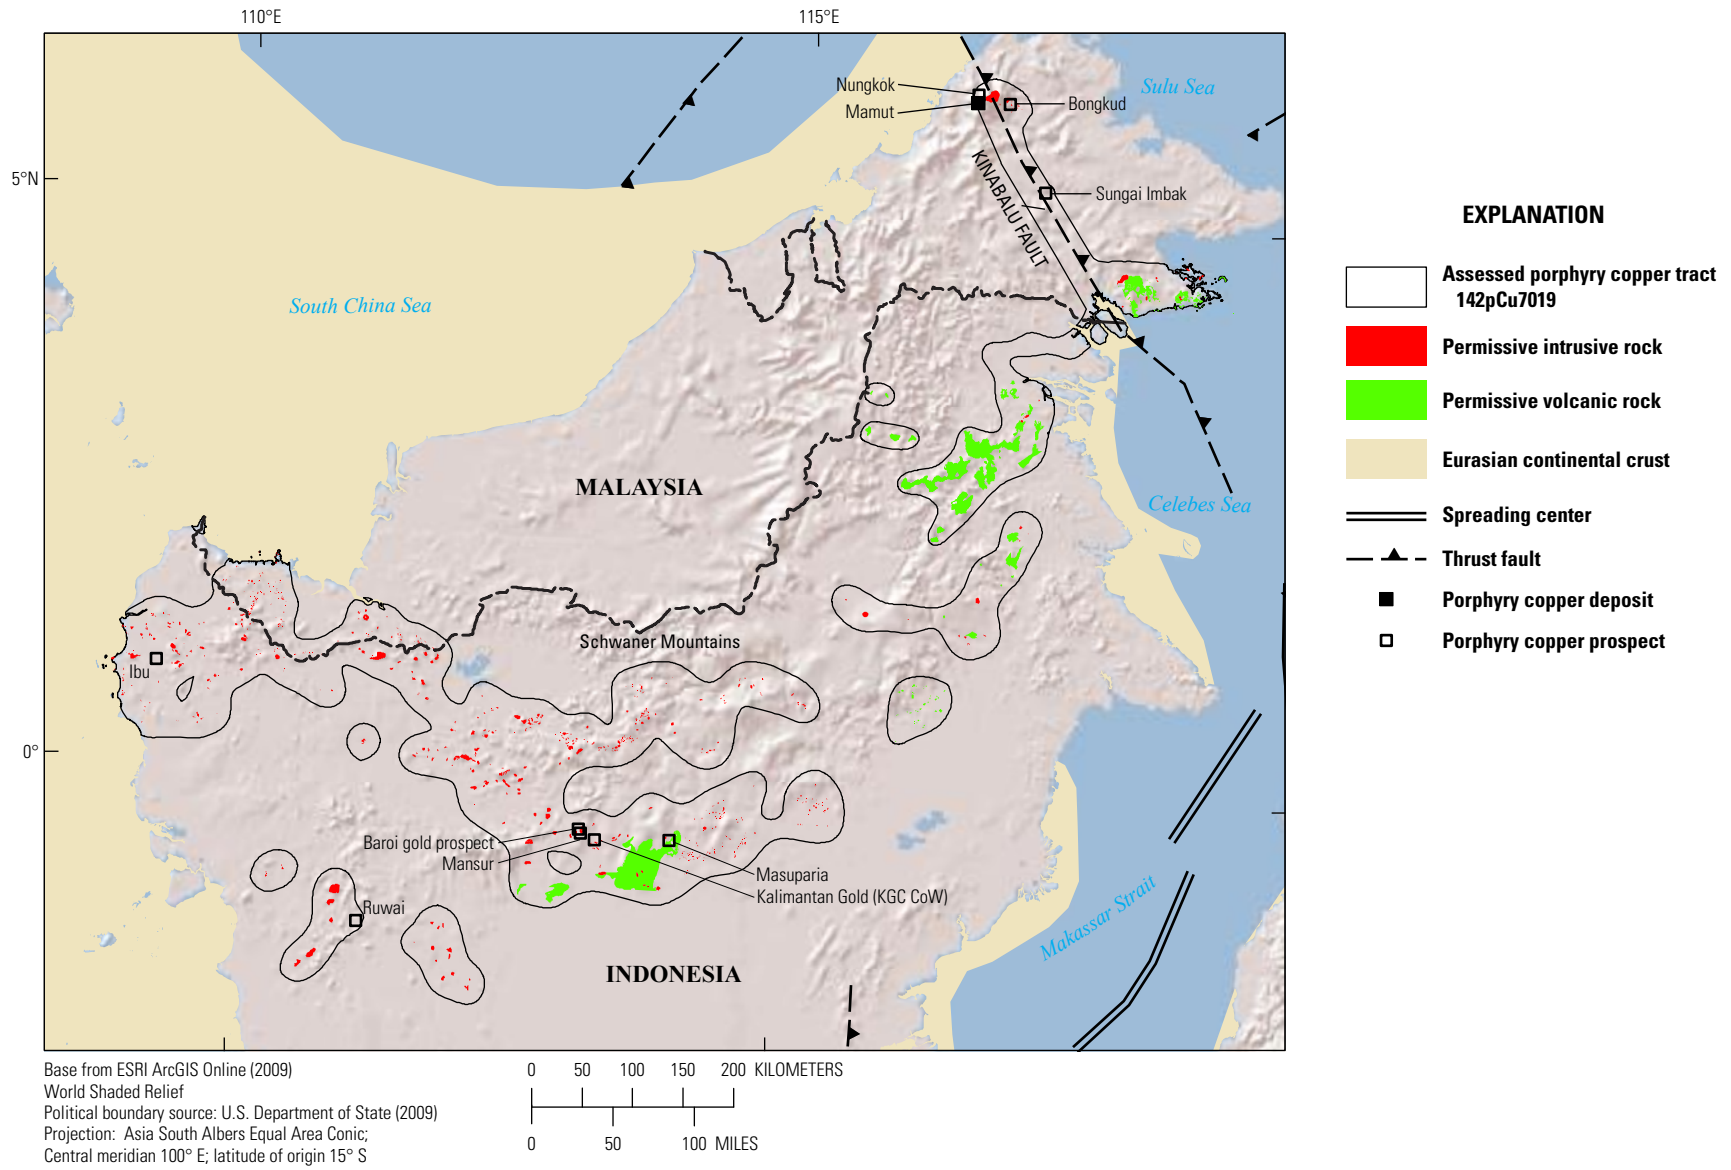 110°E
115°E
Nungkok
Mamut
Bongkud
Sulu Sea
5°N
KINABALU FAULT
Sungai Imbak
South China Sea
MALAYSIA
Celebes Sea
Schwaner Mountains
Ibu
0°
Baroi gold prospect
Mansur
Masuparia
Kalimantan Gold (KGC CoW)
Ruwai
Makassar Strait
INDONESIA
EXPLANATION
Assessed porphyry copper tract
142pCu7019
Permissive intrusive rock
Permissive volcanic rock
Eurasian continental crust
Spreading center
Thrust fault
Porphyry copper deposit
Porphyry copper prospect
Base from ESRI ArcGIS Online (2009)
World Shaded Relief
Political boundary source: U.S. Department of State (2009)
Projection: Asia South Albers Equal Area Conic;
Central meridian 100° E; latitude of origin 15° S
0 50 100 150 200 KILOMETERS
0 50 100 MILES